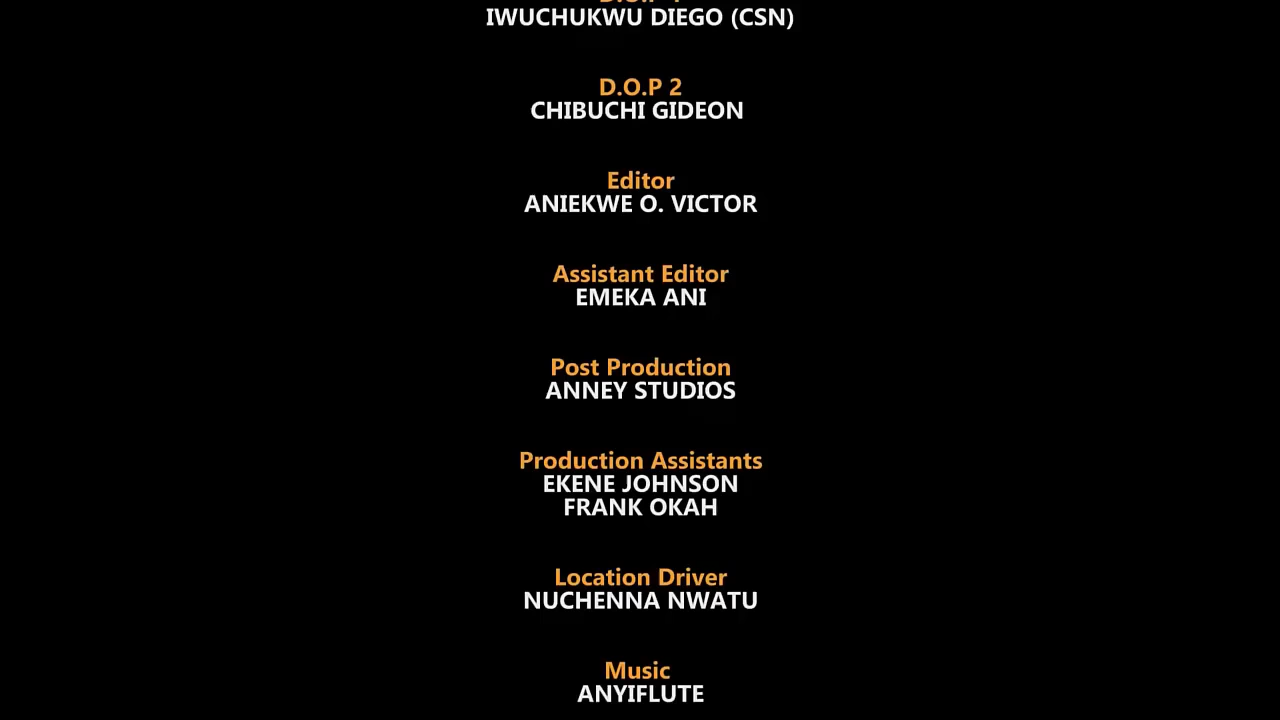 IWUCHUKWU DIEGO (CSN)
D.O.P 2
CHIBUCHI GIDEON
Editor
ANIEKWE O. VICTOR
Assistant Editor
EMEKA ANI
Post Production
ANNEY STUDIOS
Production Assistants
EKENE JOHNSON
FRANK OKAH
Location Driver
NUCHENNA NWATU
Music
ANYIFLUTE